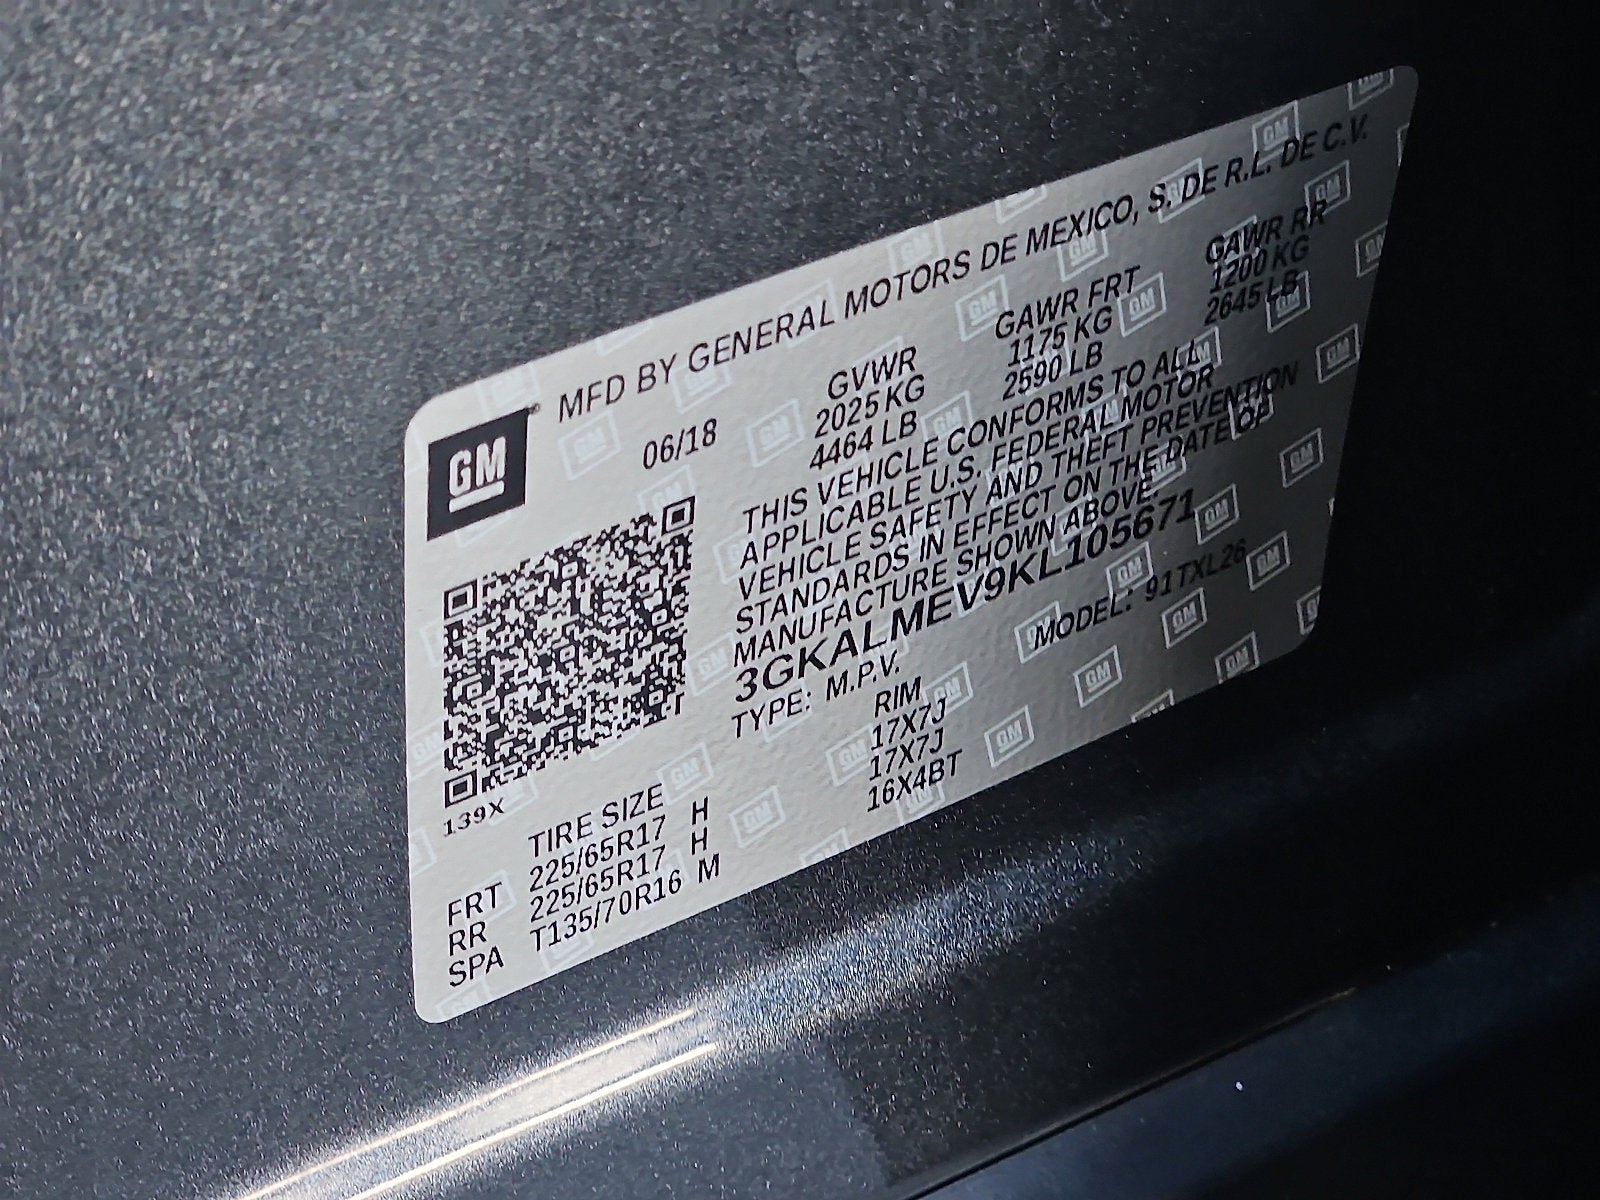 MFD BY GENERAL MOTORS DE MEXICO, S. DE R.L. DE C.V.
GM
06/18
GVWR GAWR FRT GAWR RR
2025 KG 1175 KG 1200 KG
4464 LB 2590 LB 2645 LB
THIS VEHICLE CONFORMS TO ALL
APPLICABLE U.S. FEDERAL MOTOR
VEHICLE SAFETY AND THEFT PREVENTION
STANDARDS IN EFFECT ON THE DATE OF
MANUFACTURE SHOWN ABOVE.
3GKALMEV9KL105671
TYPE: M.P.V. MODEL: 91TXL26
139X
TIRE SIZE RIM
FRT 225/65R17 H 17X7J
RR 225/65R17 H 17X7J
SPA T135/70R16 M 16X4BT